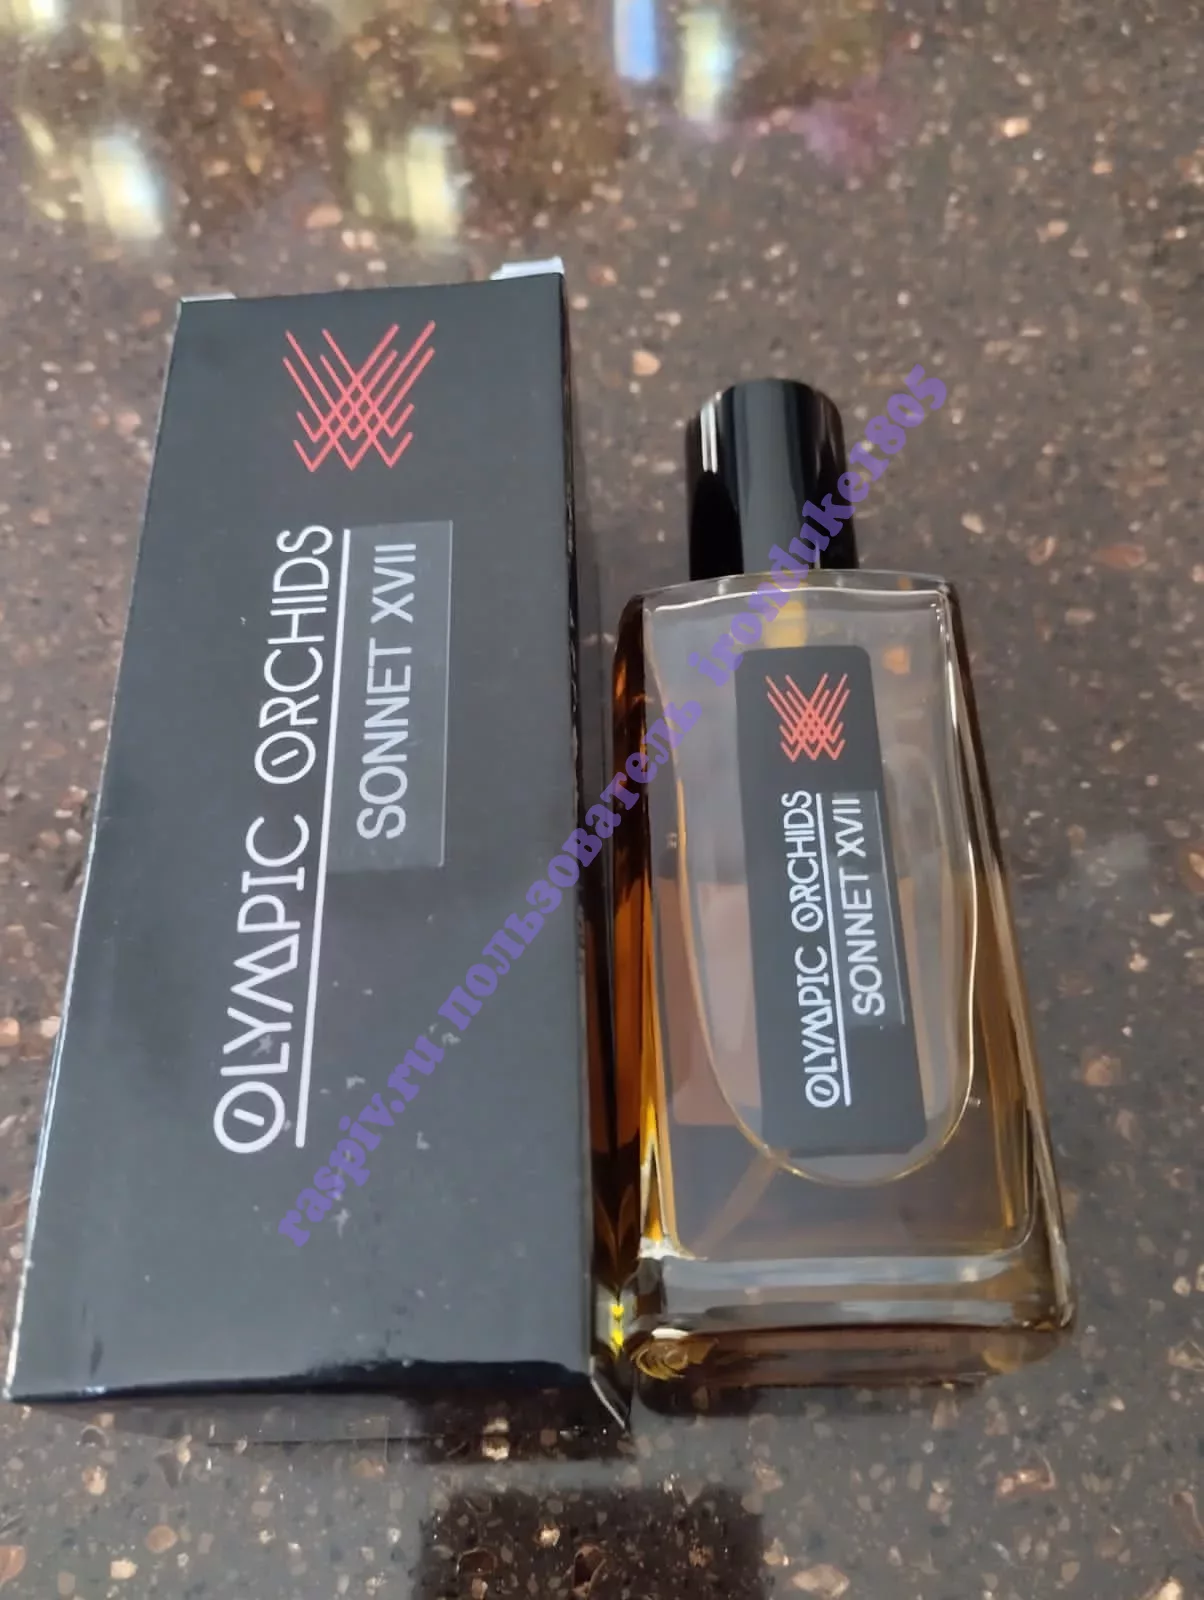 OLYMPIC ORCHIDS
SONNET XVII
OLYMPIC ORCHIDS
SONNET XVII
raspiv.ru пользователь ironduke1805